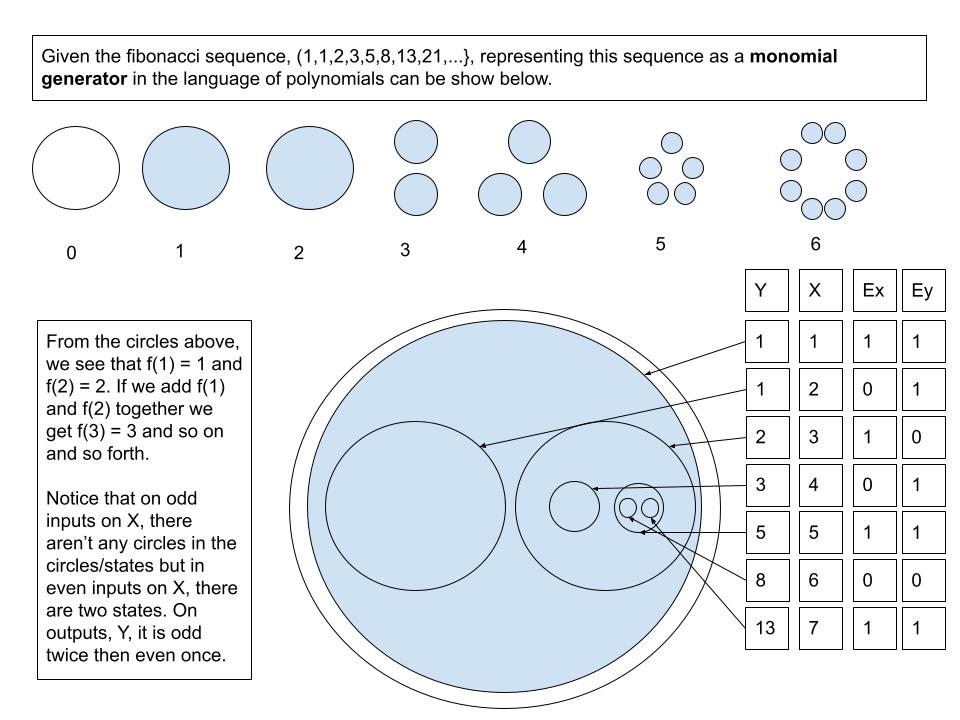 Given the fibonacci sequence, (1,1,2,3,5,8,13,21,...}, representing this sequence as a monomial
generator in the language of polynomials can be show below.
0 1 2 3 4 5 6
From the circles above,
we see that f(1) = 1 and
f(2) = 2. If we add f(1)
and f(2) together we
get f(3) = 3 and so on
and so forth.
Notice that on odd
inputs on X, there
aren't any circles in the
circles/states but in
even inputs on X, there
are two states. On
outputs, Y, it is odd
twice then even once.
Y X Ex Ey
1 1 1 1
1 2 0 1
2 3 1 0
3 4 0 1
5 5 1 1
8 6 0 0
13 7 1 1